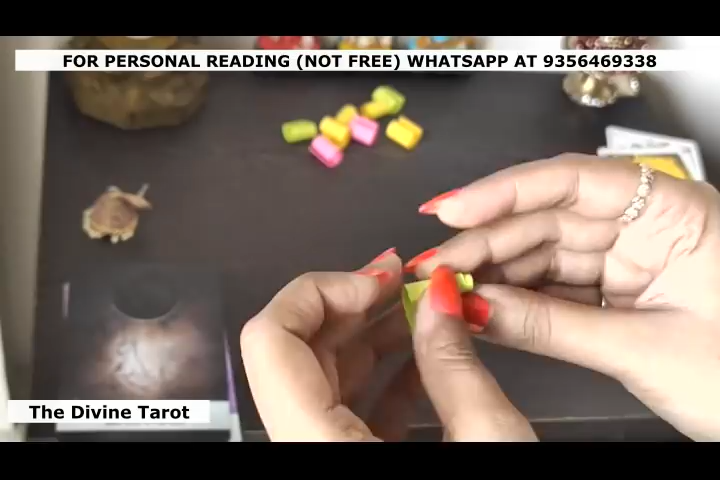 FOR PERSONAL READING (NOT FREE) WHATSAPP AT 9356469338
The Divine Tarot